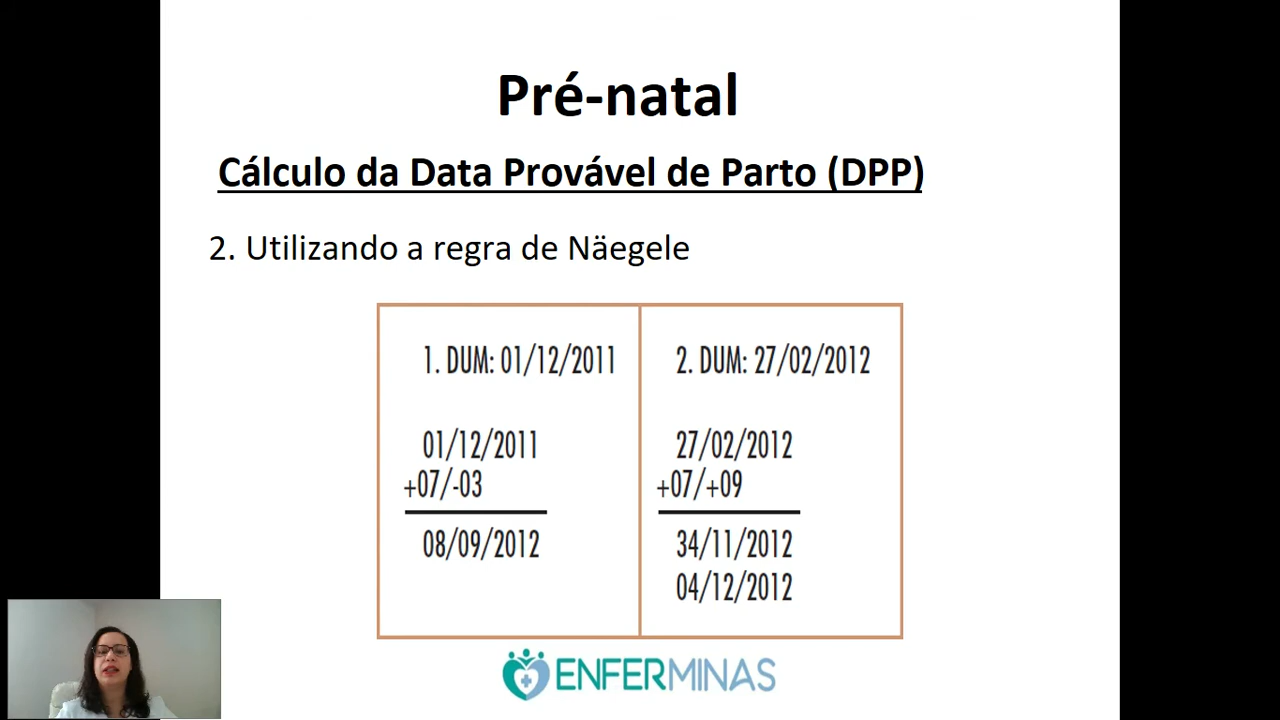 Pré-natal
Cálculo da Data Provável de Parto (DPP)
2. Utilizando a regra de Näegele
1. DUM: 01/12/2011
01/12/2011
+07/-03
08/09/2012
2. DUM: 27/02/2012
27/02/2012
+07/+09
34/11/2012
04/12/2012
ENFERMINAS